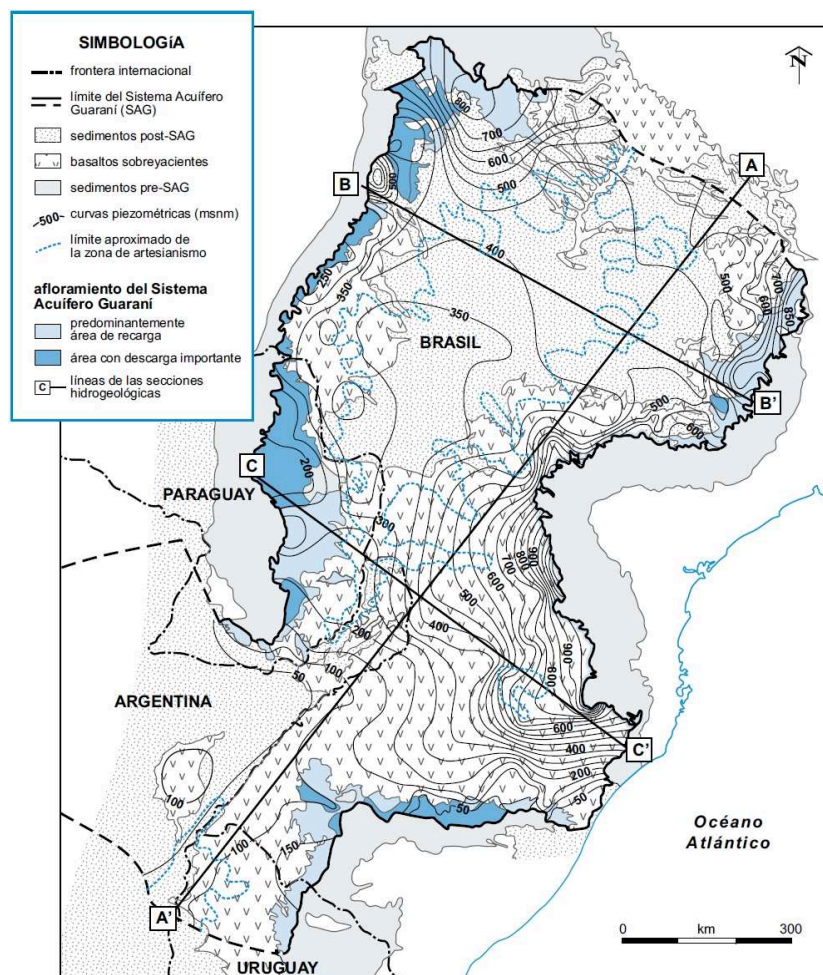 SIMBOLOGíA
frontera internacional
límite del Sistema Acuífero
Guaraní (SAG)
sedimentos post-SAG
basaltos sobreyacientes
sedimentos pre-SAG
500 curvas piezométricas (msnm)
límite aproximado de
la zona de artesianismo
afloramiento del Sistema
Acuífero Guaraní
predominantemente
área de recarga
área con descarga importante
C líneas de las secciones
hidrogeológicas
N
800
700
600
500
A
B
500
400
250
350
500
600
700
850
350
BRASIL
B'
500
600
200
C
PARAGUAY
300
900
800
700
600
500
200
400
100
50
900
800
ARGENTINA
600
C'
400
200
100
50
50
100
150
Océano
Atlántico
A'
0 km 300
URUGUAY